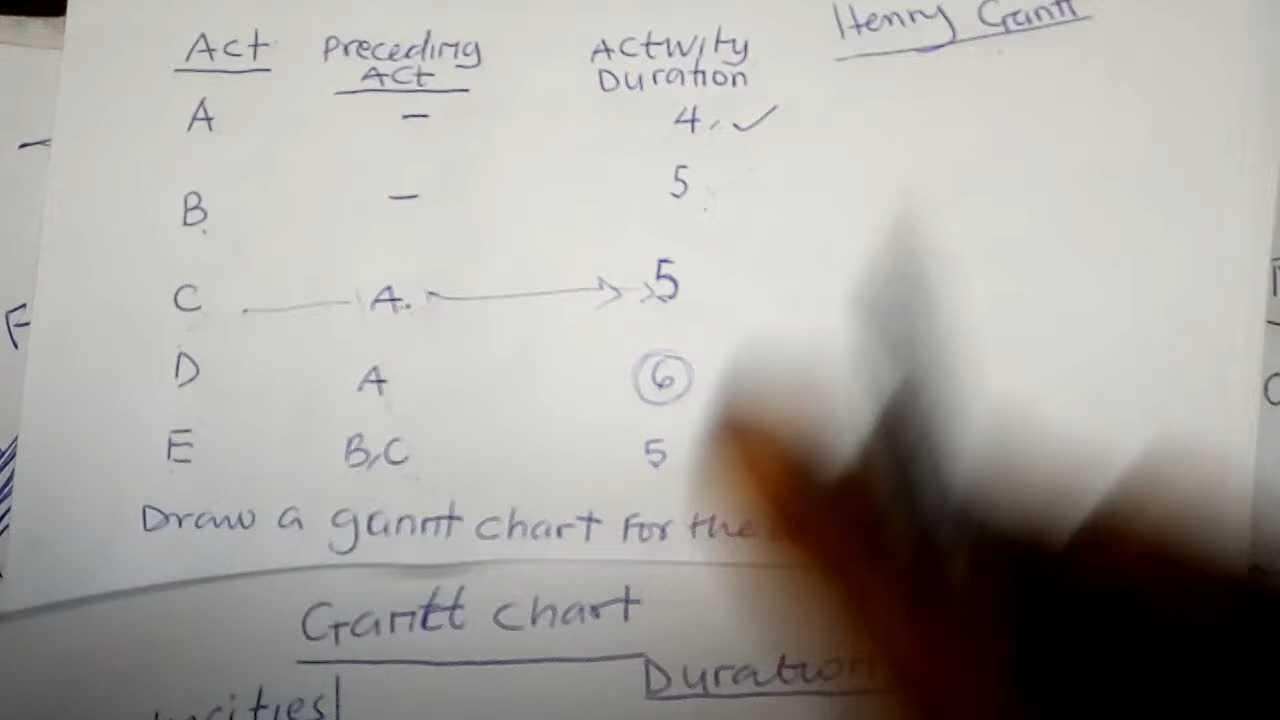 Henry Gantt
Act Preceding Act Activity Duration
A - 4. ✓
B - 5
C A. 5
D A 6
E B,C 5
Draw a gannt chart For the
Gantt chart
Duration